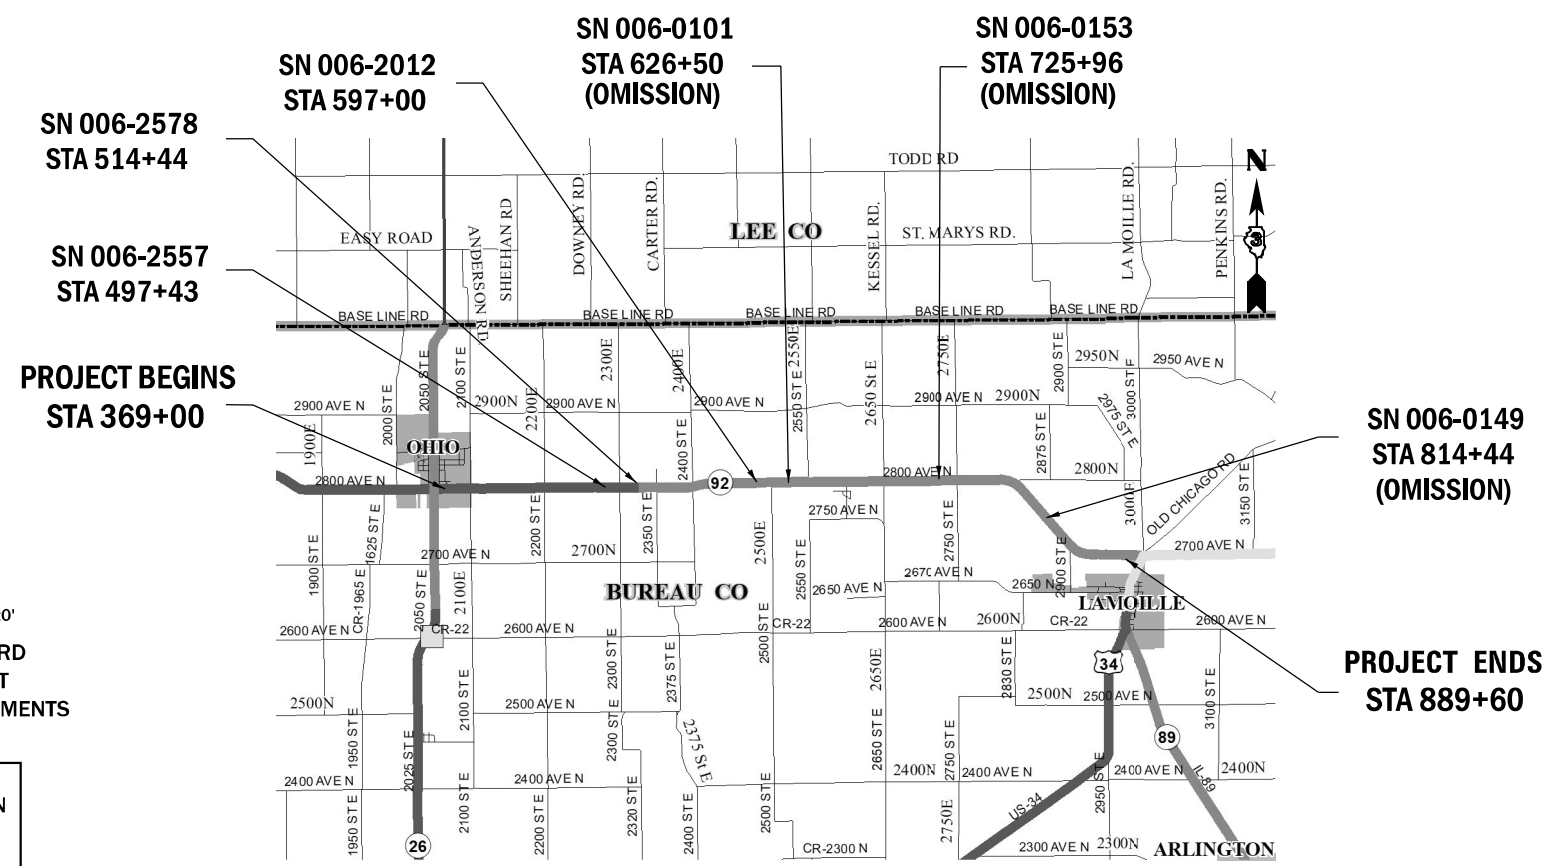 SN 006-0101
STA 626+50
(OMISSION)
SN 006-0153
STA 725+96
(OMISSION)
SN 006-2012
STA 597+00
SN 006-2578
STA 514+44
SN 006-2557
STA 497+43
PROJECT BEGINS
STA 369+00
SN 006-0149
STA 814+44
(OMISSION)
PROJECT ENDS
STA 889+60
N
3
TODD RD
EASY ROAD
ANDERSON RD
SHEEHAN RD
DOWNEY RD.
CARTER RD.
LEE CO
KESSEL RD.
ST. MARYS RD.
LA MOILLE RD.
PENKINS RD.
BASE LINE RD
BASE LINE RD
BASE LINE RD
BASE LINE RD
BASE LINE RD
2000 ST E
2050 ST E
2100 ST E
2300E
2400E
2550E
2550 ST E
2650 St E
2750E
2900 ST E
2950N
2950 AVE N
3000 ST E
2975 ST E
2900 AVE N
2900N
2200E
2900 AVE N
2900 AVE N
2900 AVE N
2900N
1900E
OHIO
2400 ST E
2875 ST E
2800N
2800 AVE N
92
2800 AVE N
3000E
OLD CHICAGO RD
3150 ST E
1625 ST E
2200 ST E
2350 ST E
2750 AVE N
2500E
2750 ST E
1900 ST E
2700 AVE N
2700N
2700 AVE N
CR-1965 E
2050 ST E
2100E
BUREAU CO
2550 ST E
2650 AVE N
2670 AVE N
2650 N
2900 ST E
LAMOILLE
2600 AVE N
CR-22
2600 AVE N
2500 ST E
CR-22
2600 AVE N
2600N
CR-22
2600 AVE N
2300 ST E
2375 ST E
2650E
2830 ST E
34
2500N
1950 ST E
2100 ST E
2500 AVE N
2300 ST E
2375 St E
2650 ST E
2750 ST E
2500N
2500 AVE N
3100 ST E
89
2400 AVE N
2025 ST E
2400 AVE N
2400N
2400 AVE N
2950 ST E
2400 AVE N
2400N
1950 ST E
2100 ST E
2200 ST E
2320 ST E
2400 ST E
2500 ST E
2750E
US-34
IL-89
26
CR-2300 N
2300 AVE N
2300N
ARLINGTON
0'
RD
T
MENTS
N